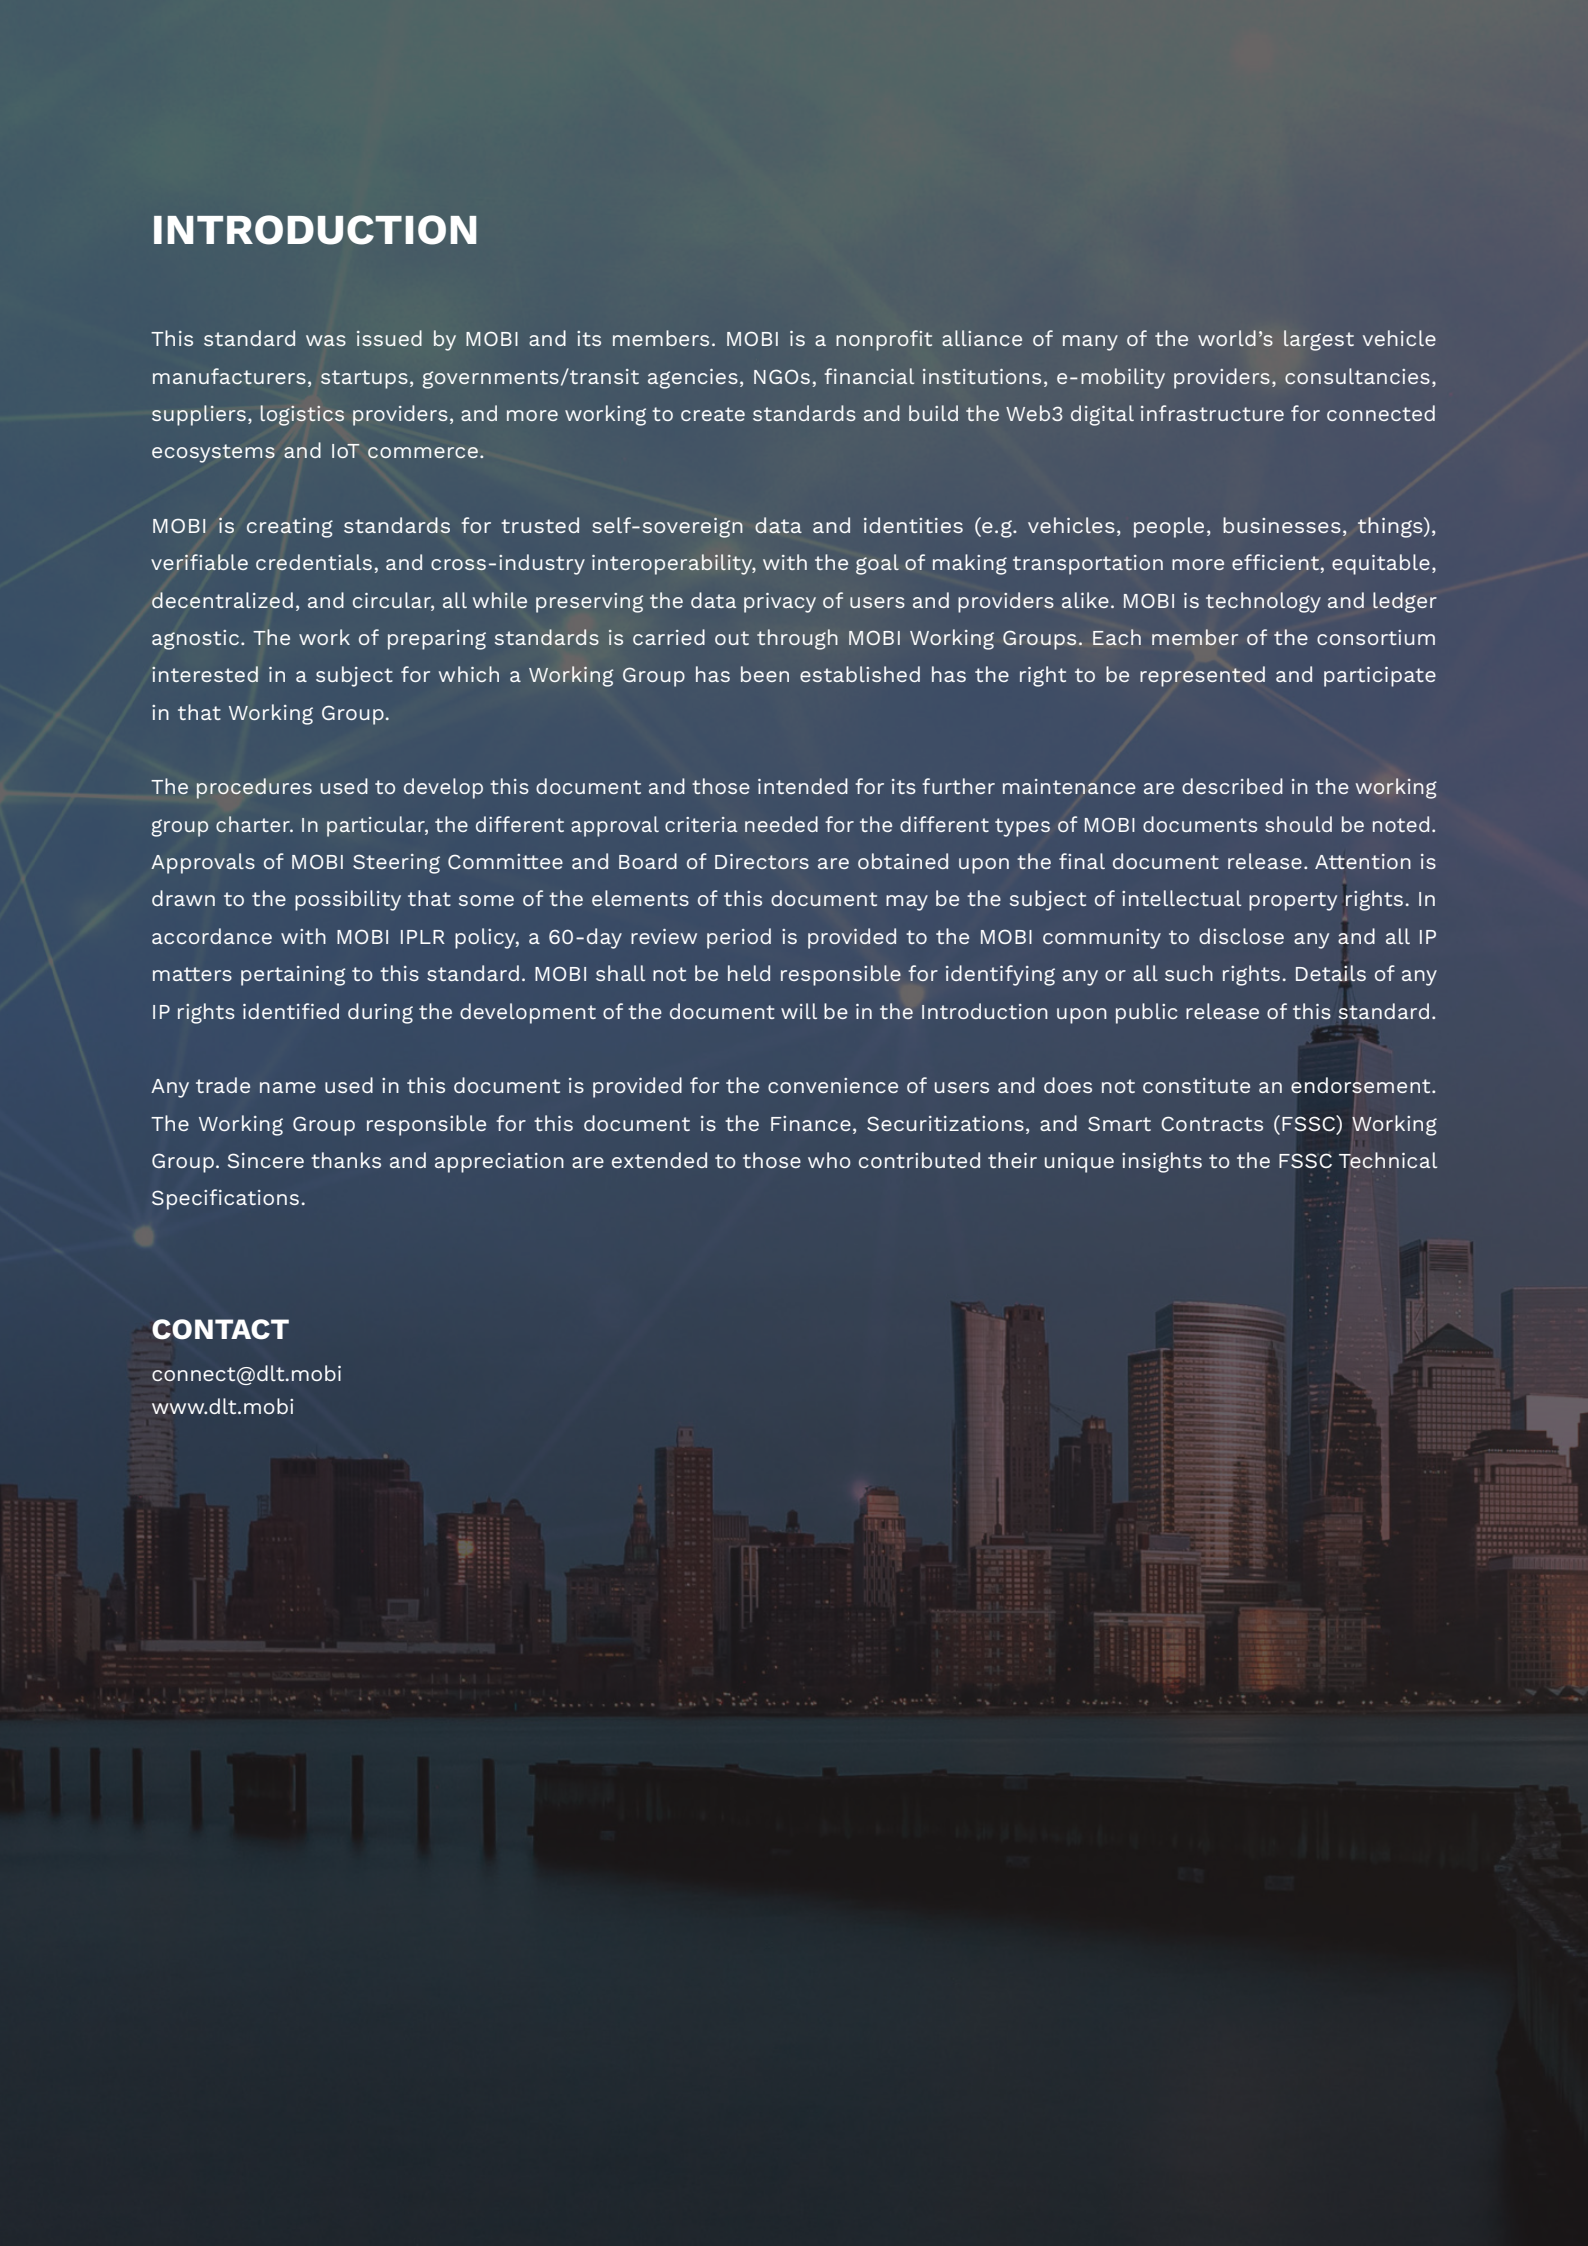 INTRODUCTION
This standard was issued by MOBI and its members. MOBI is a nonprofit alliance of many of the world’s largest vehicle
manufacturers, startups, governments/transit agencies, NGOs, financial institutions, e-mobility providers, consultancies,
suppliers, logistics providers, and more working to create standards and build the Web3 digital infrastructure for connected
ecosystems and IoT commerce.
MOBI is creating standards for trusted self-sovereign data and identities (e.g. vehicles, people, businesses, things),
verifiable credentials, and cross-industry interoperability, with the goal of making transportation more efficient, equitable,
decentralized, and circular, all while preserving the data privacy of users and providers alike. MOBI is technology and ledger
agnostic. The work of preparing standards is carried out through MOBI Working Groups. Each member of the consortium
interested in a subject for which a Working Group has been established has the right to be represented and participate
in that Working Group.
The procedures used to develop this document and those intended for its further maintenance are described in the working
group charter. In particular, the different approval criteria needed for the different types of MOBI documents should be noted.
Approvals of MOBI Steering Committee and Board of Directors are obtained upon the final document release. Attention is
drawn to the possibility that some of the elements of this document may be the subject of intellectual property rights. In
accordance with MOBI IPLR policy, a 60-day review period is provided to the MOBI community to disclose any and all IP
matters pertaining to this standard. MOBI shall not be held responsible for identifying any or all such rights. Details of any
IP rights identified during the development of the document will be in the Introduction upon public release of this standard.
Any trade name used in this document is provided for the convenience of users and does not constitute an endorsement.
The Working Group responsible for this document is the Finance, Securitizations, and Smart Contracts (FSSC) Working
Group. Sincere thanks and appreciation are extended to those who contributed their unique insights to the FSSC Technical
Specifications.
CONTACT
connect@dlt.mobi
www.dlt.mobi